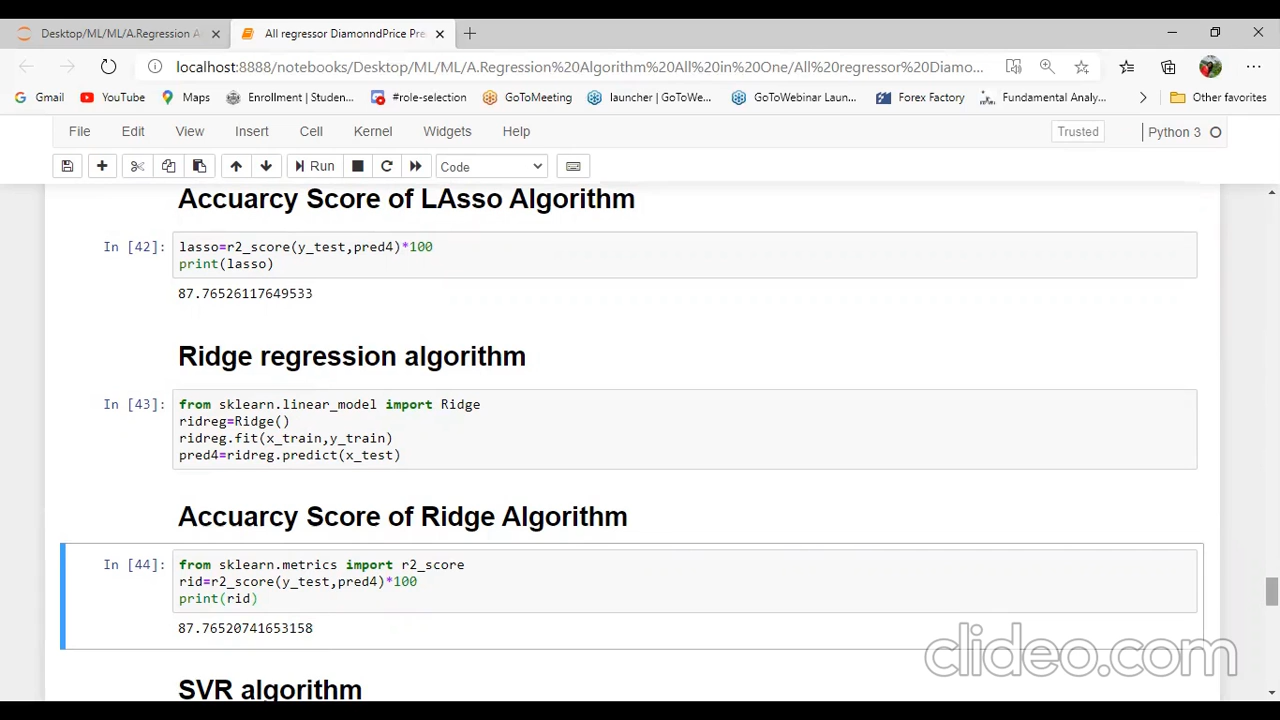 Desktop/ML/ML/A.Regression A
All regressor DiamonndPrice Pre
localhost:8888/notebooks/Desktop/ML/ML/A.Regression%20Algorithm%20All%20in%20One/All%20regressor%20Diamo...
Gmail YouTube Maps Enrollment | Studen... #role-selection GoToMeeting launcher | GoToWe... GoToWebinar Laun... Forex Factory Fundamental Analy... Other favorites
File Edit View Insert Cell Kernel Widgets Help Trusted Python 3
Run Code
Accuarcy Score of LAsso Algorithm
In [42]: lasso=r2_score(y_test,pred4)*100
print(lasso)
87.76526117649533
Ridge regression algorithm
In [43]: from sklearn.linear_model import Ridge
ridreg=Ridge()
ridreg.fit(x_train,y_train)
pred4=ridreg.predict(x_test)
Accuarcy Score of Ridge Algorithm
In [44]: from sklearn.metrics import r2_score
rid=r2_score(y_test,pred4)*100
print(rid)
87.76520741653158
SVR algorithm
clideo.com